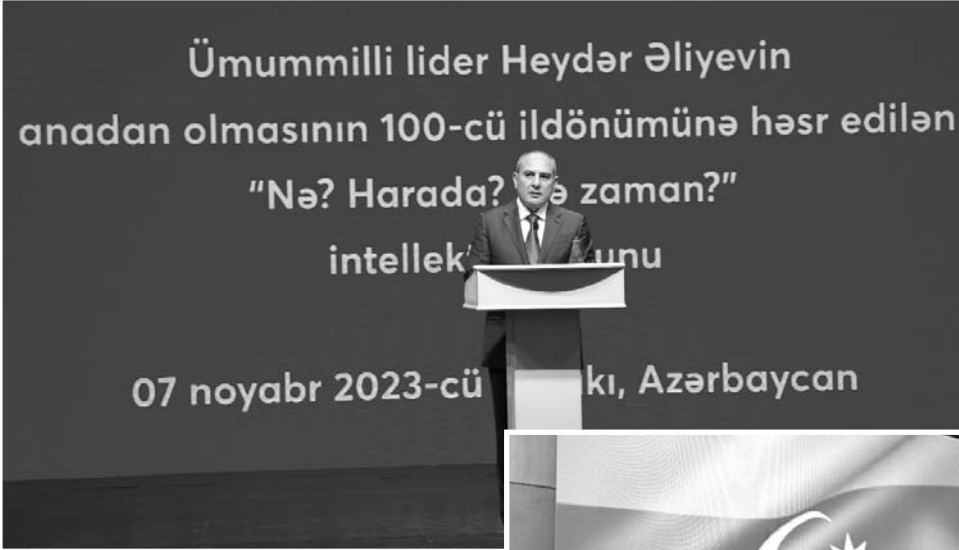 Ümummilli lider Heydər Əliyevin
anadan olmasının 100-cü ildönümünə həsr edilən
“Nə? Harada? zaman?”
07 noyabr 2023-cü Azərbaycan